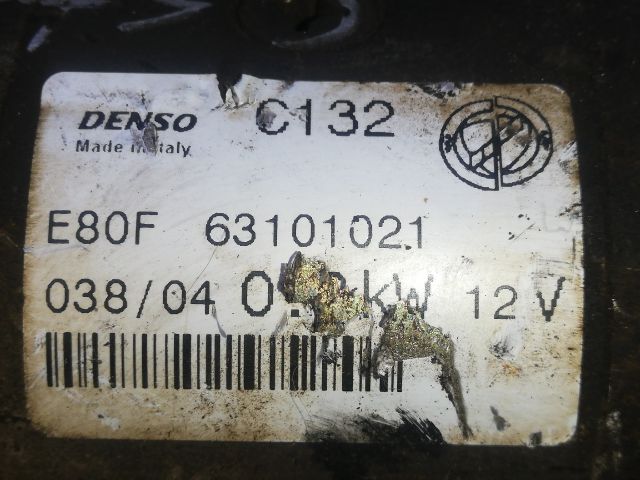 DENSO C132
Made in Italy
E80F 63101021
038/04 kW 12 V